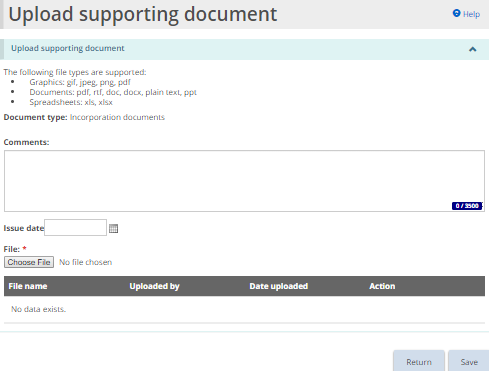 Upload supporting document
Help
Upload supporting document
The following file types are supported:
• Graphics: gif, jpeg, png, pdf
• Documents: pdf, rtf, doc, docx, plain text, ppt
• Spreadsheets: xls, xlsx
Document type: Incorporation documents
Comments:
0 / 3500
Issue date
File: *
Choose File No file chosen
File name Uploaded by Date uploaded Action
No data exists.
Return Save